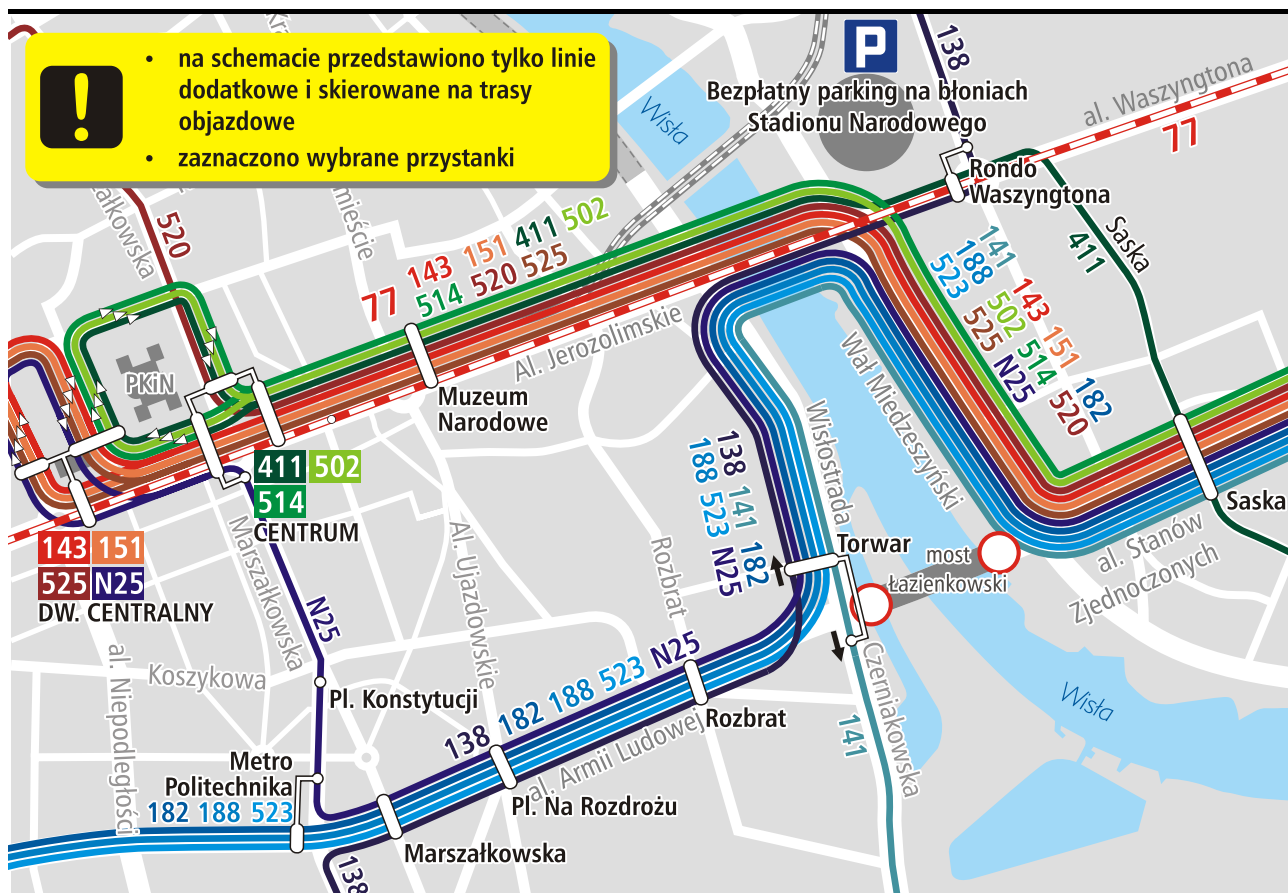 • na schemacie przedstawiono tylko linie
dodatkowe i skierowane na trasy
objazdowe
• zaznaczono wybrane przystanki
P
Bezpłatny parking na błoniach
Stadionu Narodowego
138
al. Waszyngtona
77
Wisła
Rondo
Waszyngtona
Saska
411
520
PKiN
77 143 151 411 502
514 520 525
Al. Jerozolimskie
Muzeum
Narodowe
141
188 143
523 502 151
525 514 182
N25 520
Wał Miedzeszyński
Wisłostrada
411 502
514
CENTRUM
143 151
525 N25
DW. CENTRALNY
Marszałkowska
Al. Ujazdowskie
Rozbrat
138 141 182
188 523 N25
Torwar
most
Łazienkowski
al. Stanów
Zjednoczonych
Saska
N25
Koszykowa
al. Niepodległości
Pl. Konstytucji
138 182 188 523 N25
Rozbrat
al. Armii Ludowej
Czerniakowska
141
Wisła
Metro
Politechnika
182 188 523
Pl. Na Rozdrożu
Marszałkowska
138